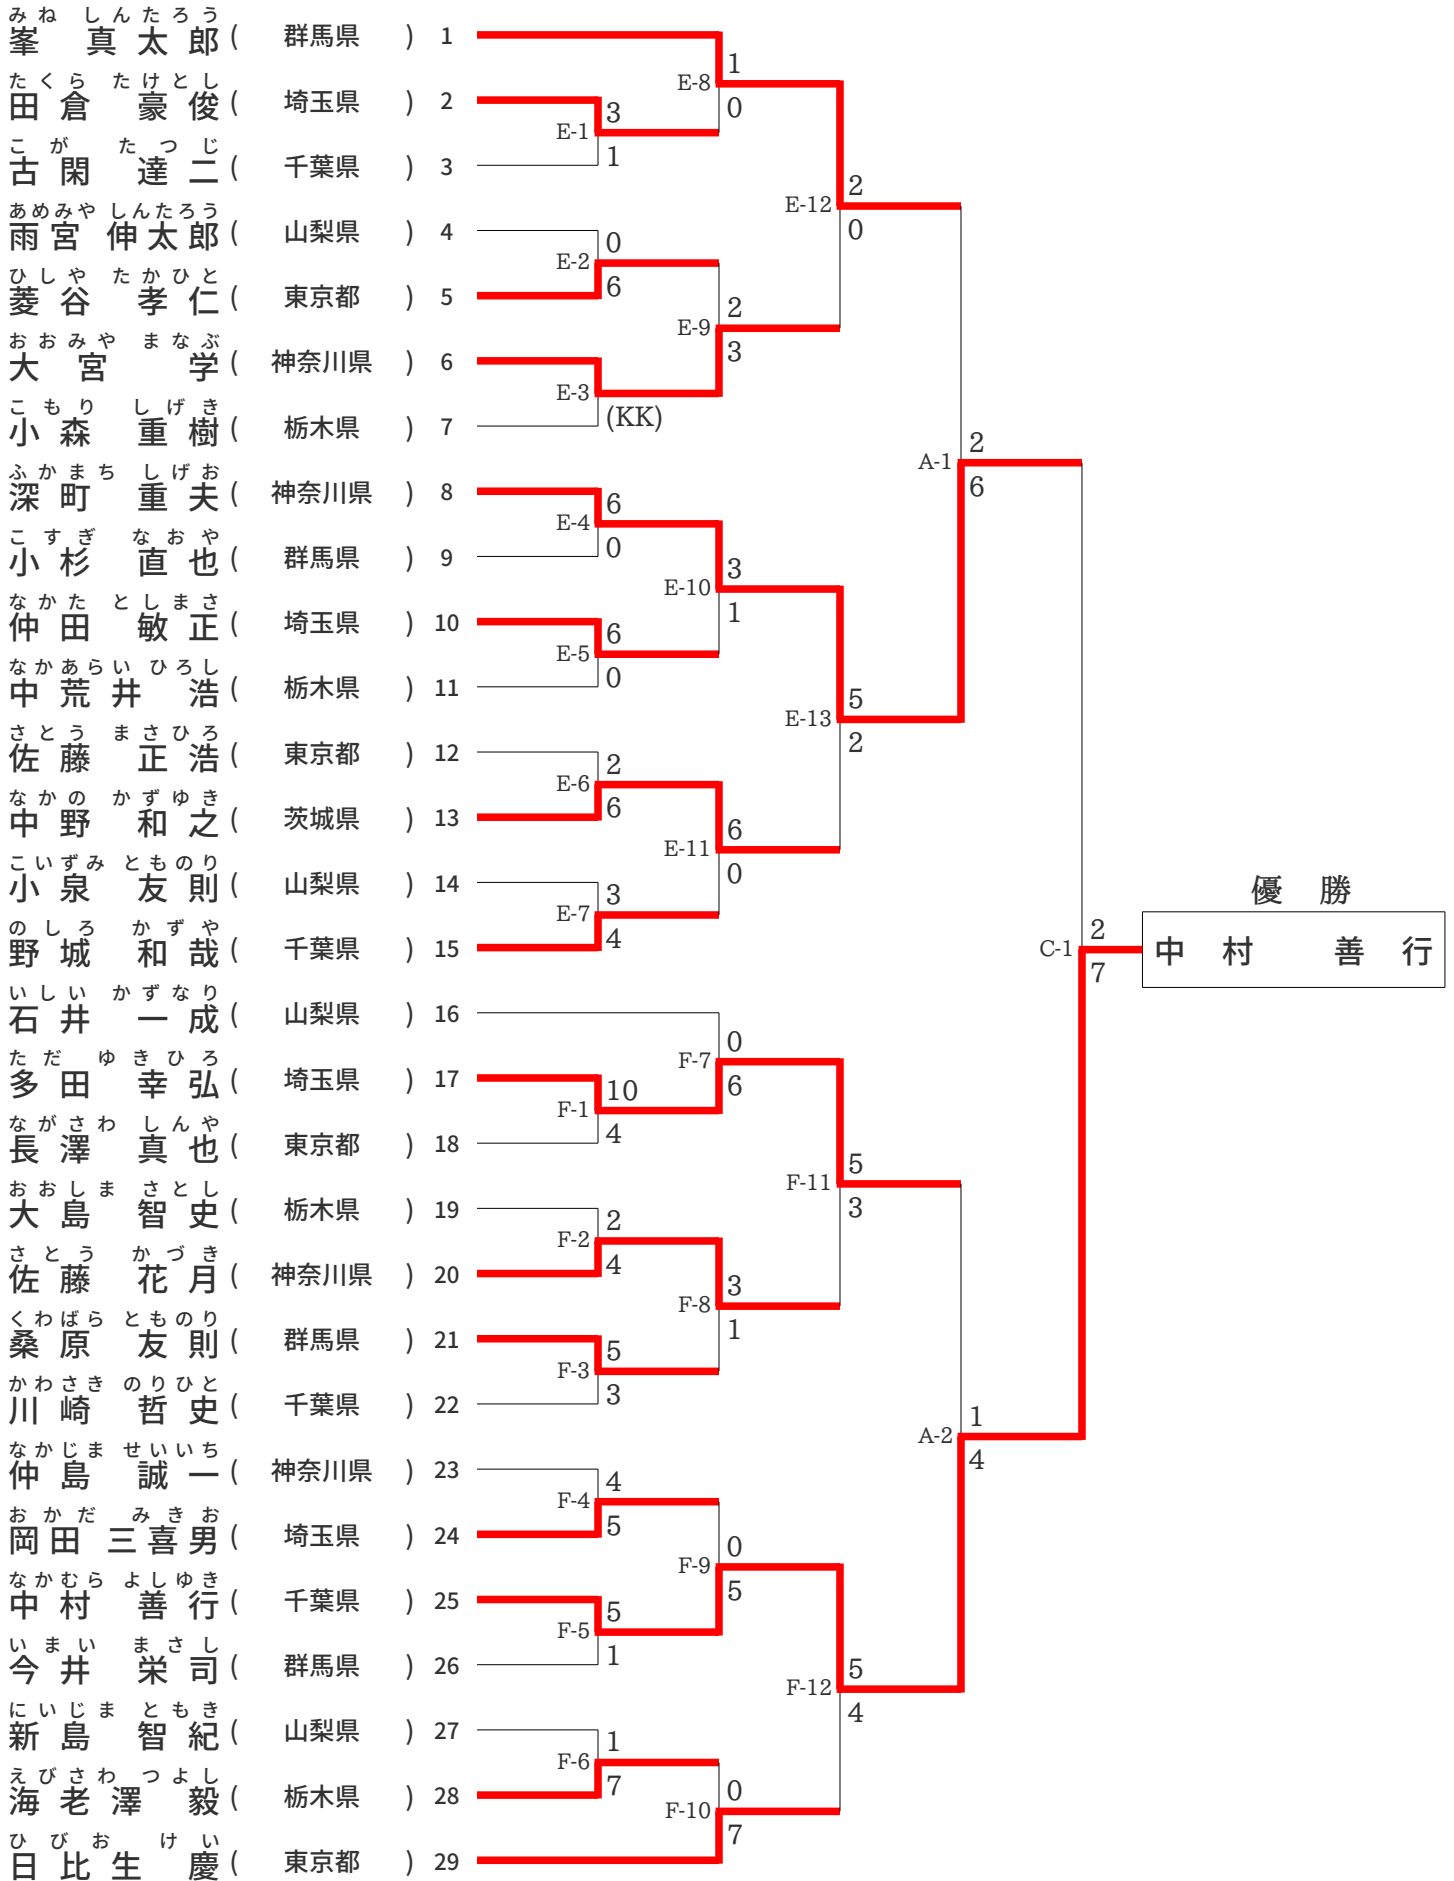 みね しんたろう
峯 真太郎 ( 群馬県 ) 1
たくら たけとし
田倉 豪俊 ( 埼玉県 ) 2
こが たつじ
古閑 達二 ( 千葉県 ) 3
あめみや しんたろう
雨宮 伸太郎 ( 山梨県 ) 4
ひしや たかひと
菱谷 孝仁 ( 東京都 ) 5
おおみや まなぶ
大宮 学 ( 神奈川県 ) 6
こもり しげき
小森 重樹 ( 栃木県 ) 7
ふかまち しげお
深町 重夫 ( 神奈川県 ) 8
こすぎ なおや
小杉 直也 ( 群馬県 ) 9
なかた としまさ
仲田 敏正 ( 埼玉県 ) 10
なかあらい ひろし
中荒井 浩 ( 栃木県 ) 11
さとう まさひろ
佐藤 正浩 ( 東京都 ) 12
なかの かずゆき
中野 和之 ( 茨城県 ) 13
こいずみ とものり
小泉 友則 ( 山梨県 ) 14
のしろ かずや
野城 和哉 ( 千葉県 ) 15
いしい かずなり
石井 一成 ( 山梨県 ) 16
ただ ゆきひろ
多田 幸弘 ( 埼玉県 ) 17
ながさわ しんや
長澤 真也 ( 東京都 ) 18
おおしま さとし
大島 智史 ( 栃木県 ) 19
さとう かづき
佐藤 花月 ( 神奈川県 ) 20
くわばら とものり
桑原 友則 ( 群馬県 ) 21
かわさき のりひと
川崎 哲史 ( 千葉県 ) 22
なかじま せいいち
仲島 誠一 ( 神奈川県 ) 23
おかだ みきお
岡田 三喜男 ( 埼玉県 ) 24
なかむら よしゆき
中村 善行 ( 千葉県 ) 25
いまい まさし
今井 栄司 ( 群馬県 ) 26
にいじま ともき
新島 智紀 ( 山梨県 ) 27
えびさわ つよし
海老澤 毅 ( 栃木県 ) 28
ひびお けい
日比生 慶 ( 東京都 ) 29
E-1 3 1
E-2 0 6
E-3 (KK)
E-4 6 0
E-5 6 0
E-6 2 6
E-7 3 4
F-1 10 4
F-2 2 4
F-3 5 3
F-4 4 5
F-5 5 1
F-6 1 7
E-8 1 0
E-9 2 3
E-10 3 1
E-11 6 0
F-7 0 6
F-8 3 1
F-9 0 5
F-10 0 7
E-12 2 0
E-13 5 2
F-11 5 3
F-12 5 4
A-1 2 6
A-2 1 4
C-1 2 7
優勝
中村 善行